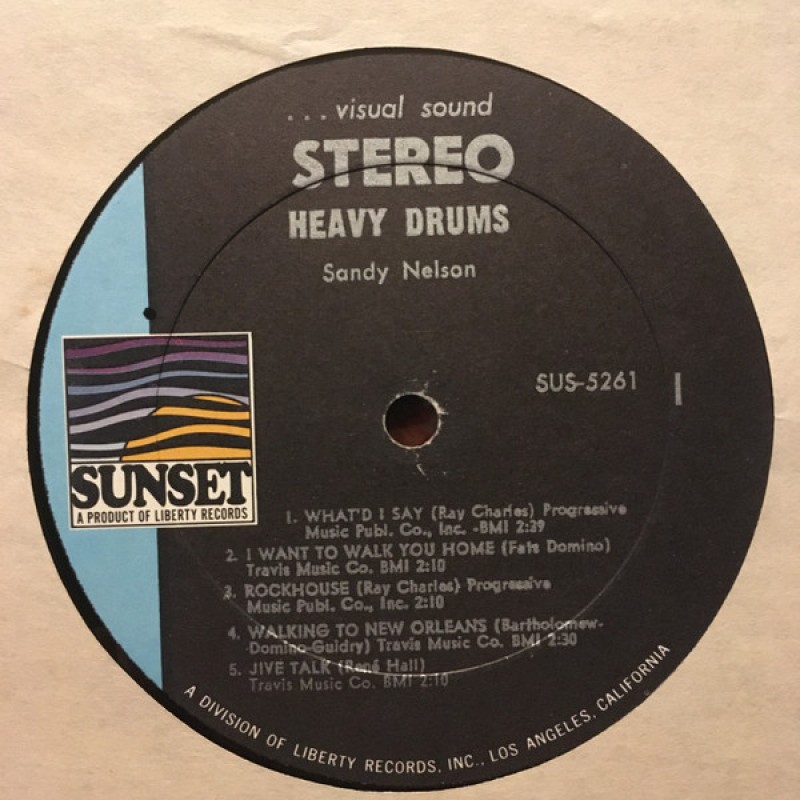 ...visual sound
STEREO
HEAVY DRUMS
Sandy Nelson
SUS-5261
I
SUNSET
A PRODUCT OF LIBERTY RECORDS
1. WHAT'D I SAY (Ray Charles) Progressive
Music Publ. Co., Inc. -BMI 2:39
2. I WANT TO WALK YOU HOME (Fats Domino)
Travis Music Co. BMI 2:10
3. ROCKHOUSE (Ray Charles) Progressive
Music Publ. Co., Inc. 2:10
4. WALKING TO NEW ORLEANS (Bartholomew-
Domino-Guidry) Travis Music Co. BMI 2:30
5. JIVE TALK (René Hall)
Travis Music Co. BMI 2:10
A DIVISION OF LIBERTY RECORDS, INC., LOS ANGELES, CALIFORNIA